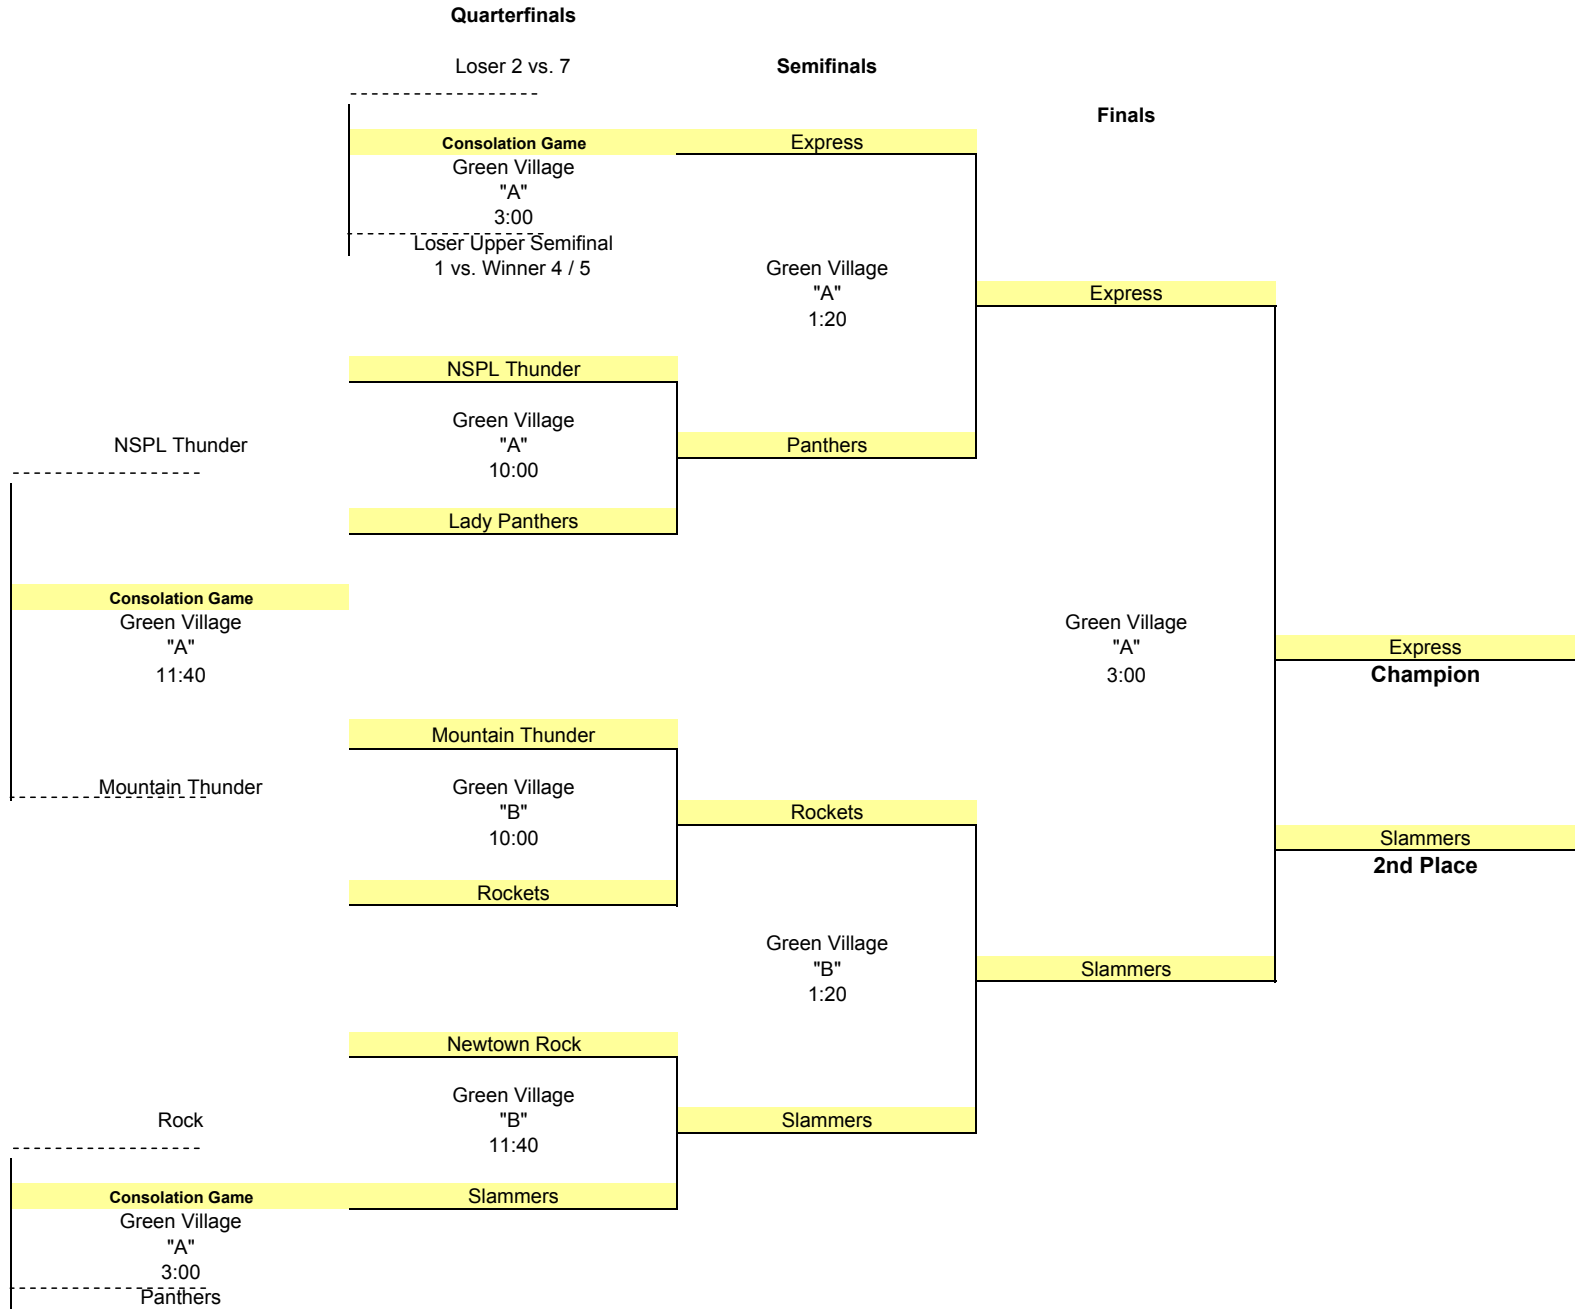 Quarterfinals
Loser 2 vs. 7
Semifinals
Finals
Consolation Game
Express
Green Village
"A"
3:00
Loser Upper Semifinal
1 vs. Winner 4 / 5
Green Village
"A"
1:20
Express
NSPL Thunder
Green Village
"A"
10:00
NSPL Thunder
Panthers
Lady Panthers
Consolation Game
Green Village
"A"
11:40
Green Village
"A"
3:00
Express
Champion
Mountain Thunder
Mountain Thunder
Green Village
"B"
10:00
Rockets
Slammers
2nd Place
Rockets
Green Village
"B"
1:20
Slammers
Newtown Rock
Green Village
"B"
11:40
Rock
Slammers
Consolation Game
Slammers
Green Village
"A"
3:00
Panthers